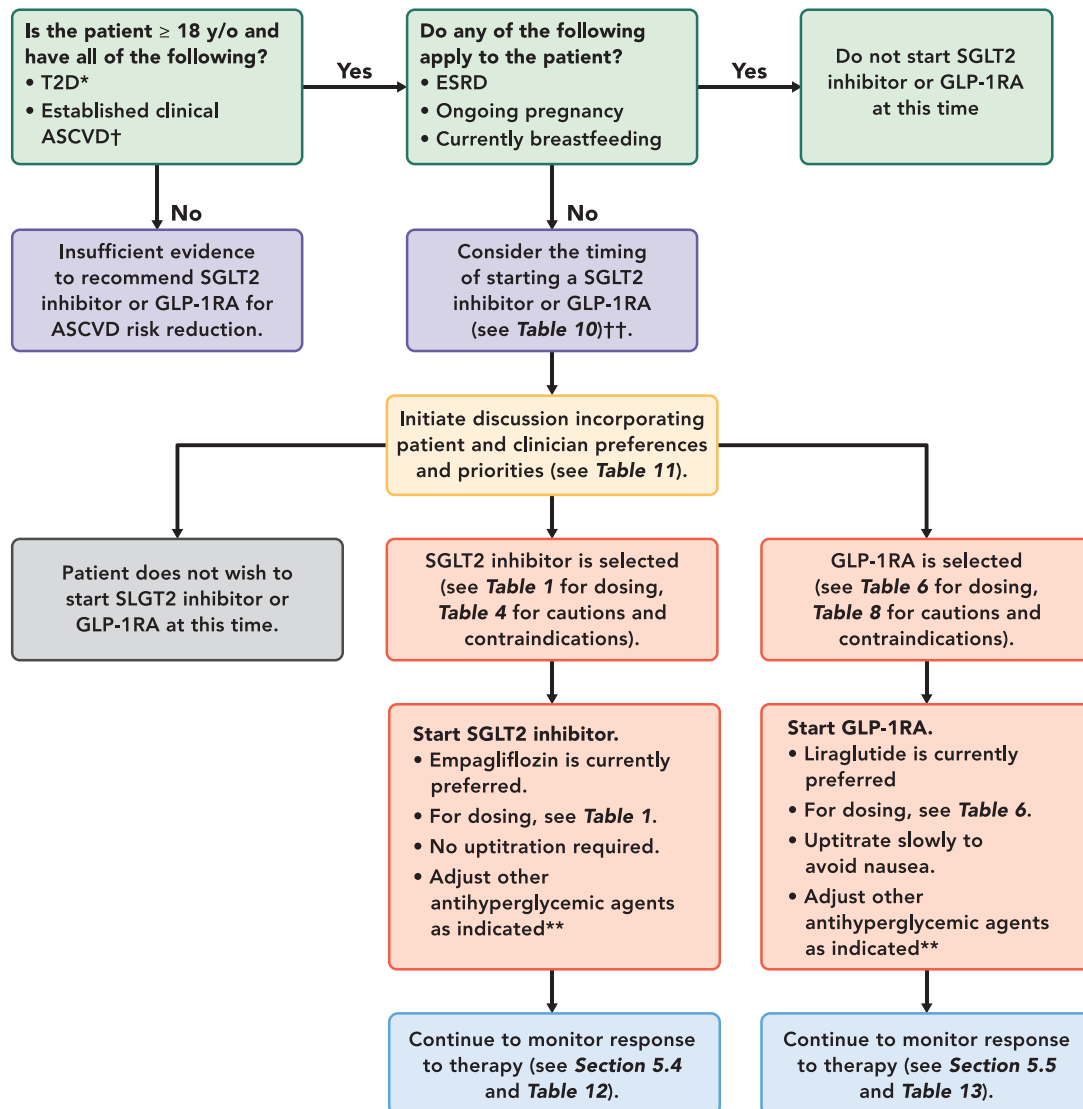 Is the patient ≥ 18 y/o and
have all of the following?
• T2D*
• Established clinical
ASCVD†
Yes
Do any of the following
apply to the patient?
• ESRD
• Ongoing pregnancy
• Currently breastfeeding
Yes
Do not start SGLT2
inhibitor or GLP-1RA
at this time
No
No
Insufficient evidence
to recommend SGLT2
inhibitor or GLP-1RA for
ASCVD risk reduction.
Consider the timing
of starting a SGLT2
inhibitor or GLP-1RA
(see Table 10)††.
Initiate discussion incorporating
patient and clinician preferences
and priorities (see Table 11).
Patient does not wish to
start SLGT2 inhibitor or
GLP-1RA at this time.
SGLT2 inhibitor is selected
(see Table 1 for dosing,
Table 4 for cautions and
contraindications).
GLP-1RA is selected
(see Table 6 for dosing,
Table 8 for cautions and
contraindications).
Start SGLT2 inhibitor.
• Empagliflozin is currently
preferred.
• For dosing, see Table 1.
• No uptitration required.
• Adjust other
antihyperglycemic agents
as indicated**
Start GLP-1RA.
• Liraglutide is currently
preferred
• For dosing, see Table 6.
• Uptitrate slowly to
avoid nausea.
• Adjust other
antihyperglycemic agents
as indicated**
Continue to monitor response
to therapy (see Section 5.4
and Table 12).
Continue to monitor response
to therapy (see Section 5.5
and Table 13).